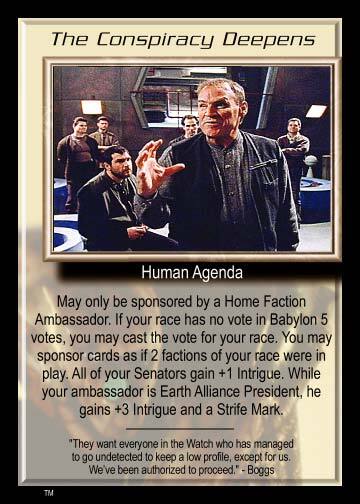 The Conspiracy Deepens
Human Agenda
May only be sponsored by a Home Faction
Ambassador. If your race has no vote in Babylon 5
votes, you may cast the vote for your race. You may
sponsor cards as if 2 factions of your race were in
play. All of your Senators gain +1 Intrigue. While
your ambassador is Earth Alliance President, he
gains +3 Intrigue and a Strife Mark.
"They want everyone in the Watch who has managed
to go undetected to keep a low profile, except for us.
We've been authorized to proceed." - Boggs
TM